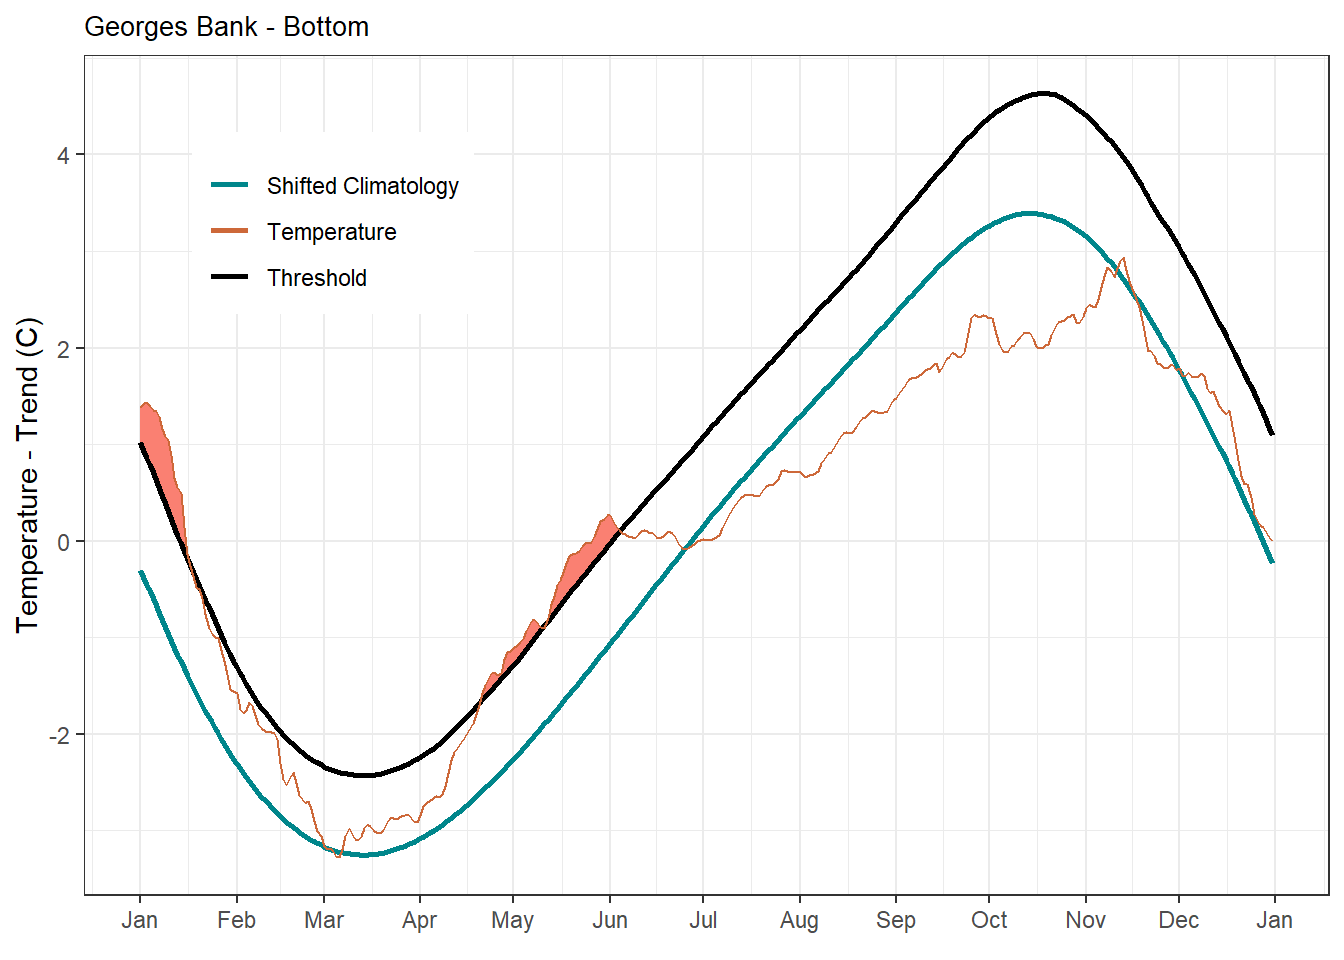 Georges Bank - Bottom
Temperature - Trend (C)
4
2
0
-2
Shifted Climatology
Temperature
Threshold
Jan Feb Mar Apr May Jun Jul Aug Sep Oct Nov Dec Jan